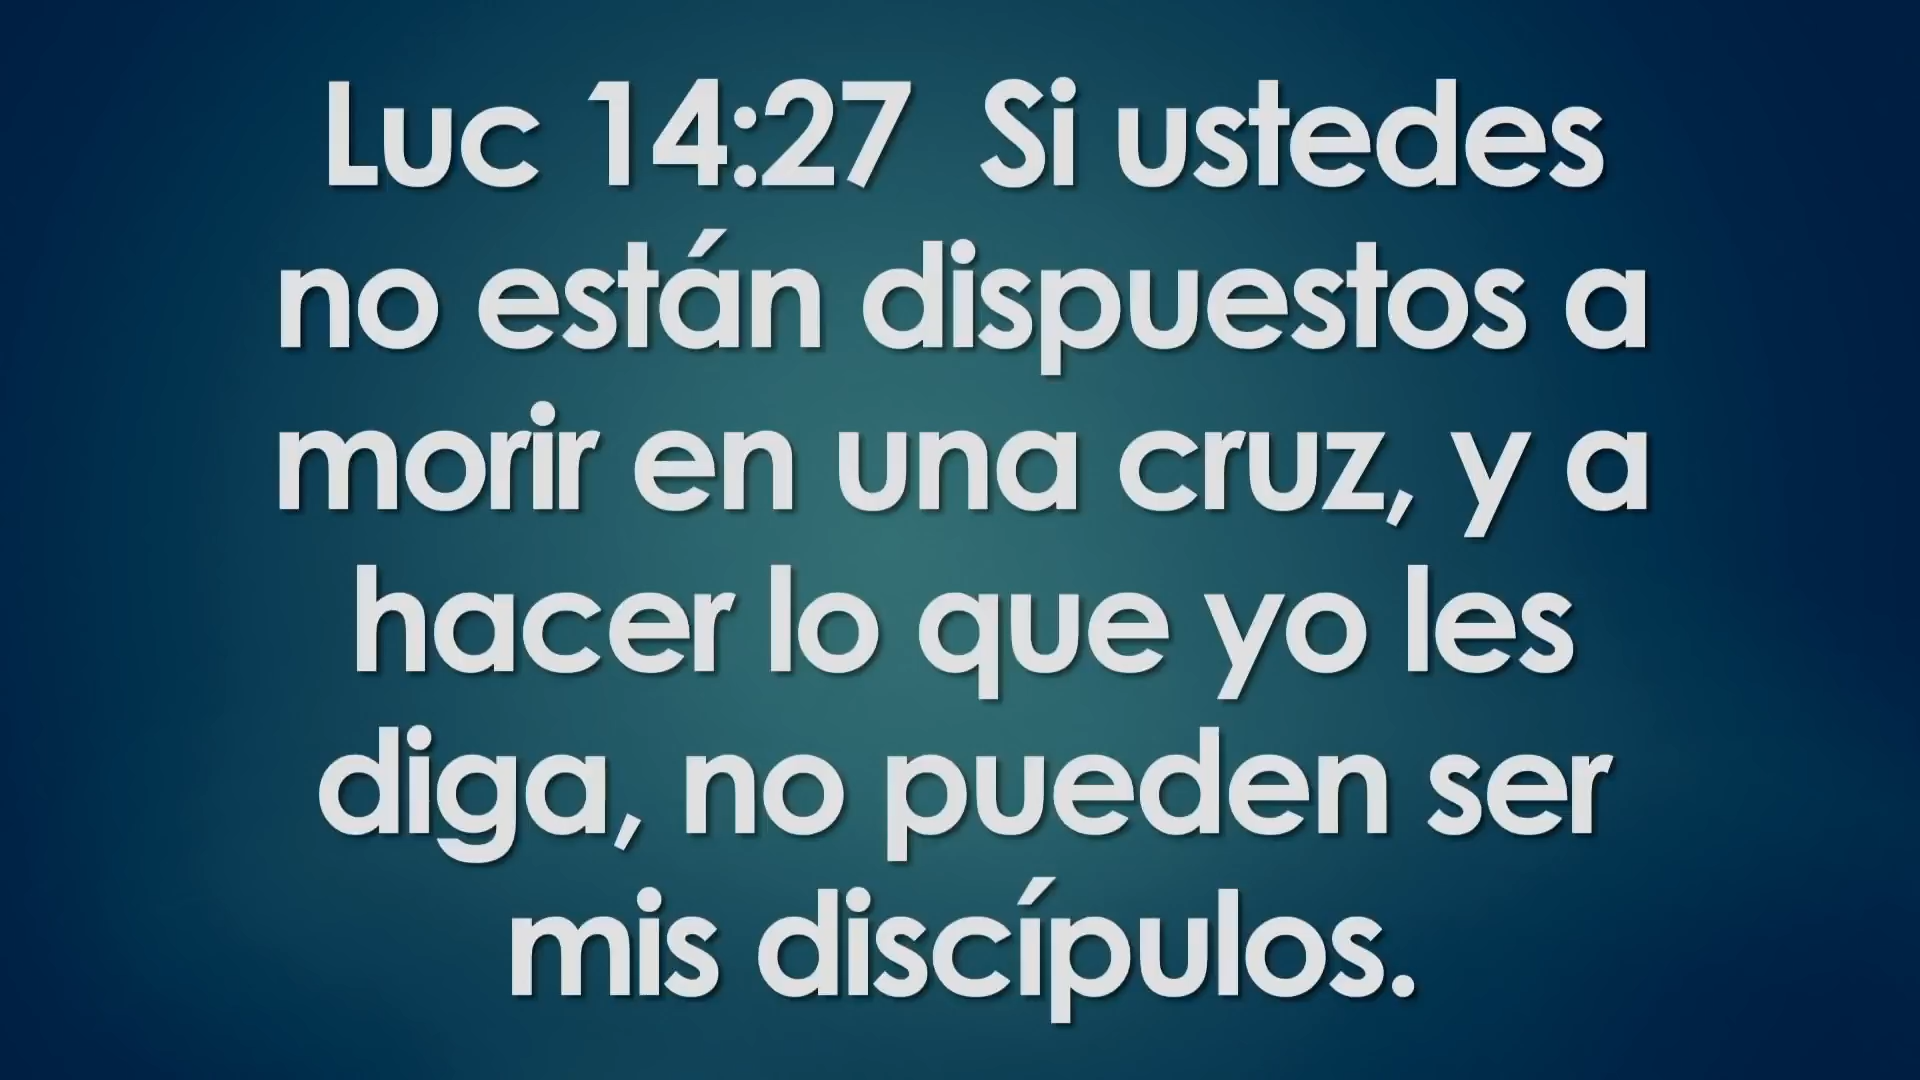 Luc 14:27  Si ustedes
no están dispuestos a
morir en una cruz, y a
hacer lo que yo les
diga, no pueden ser
mis discípulos.